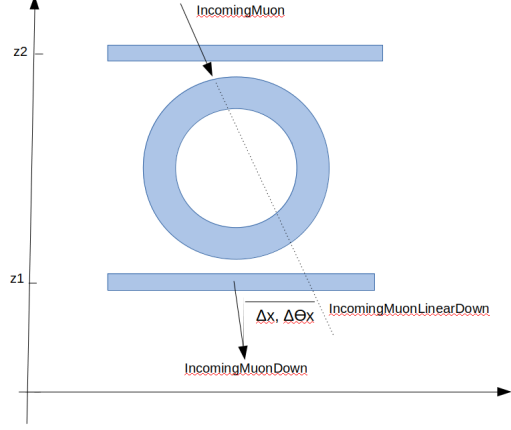 IncomingMuon
z2
z1
Δx, Δϴx
IncomingMuonLinearDown
IncomingMuonDown